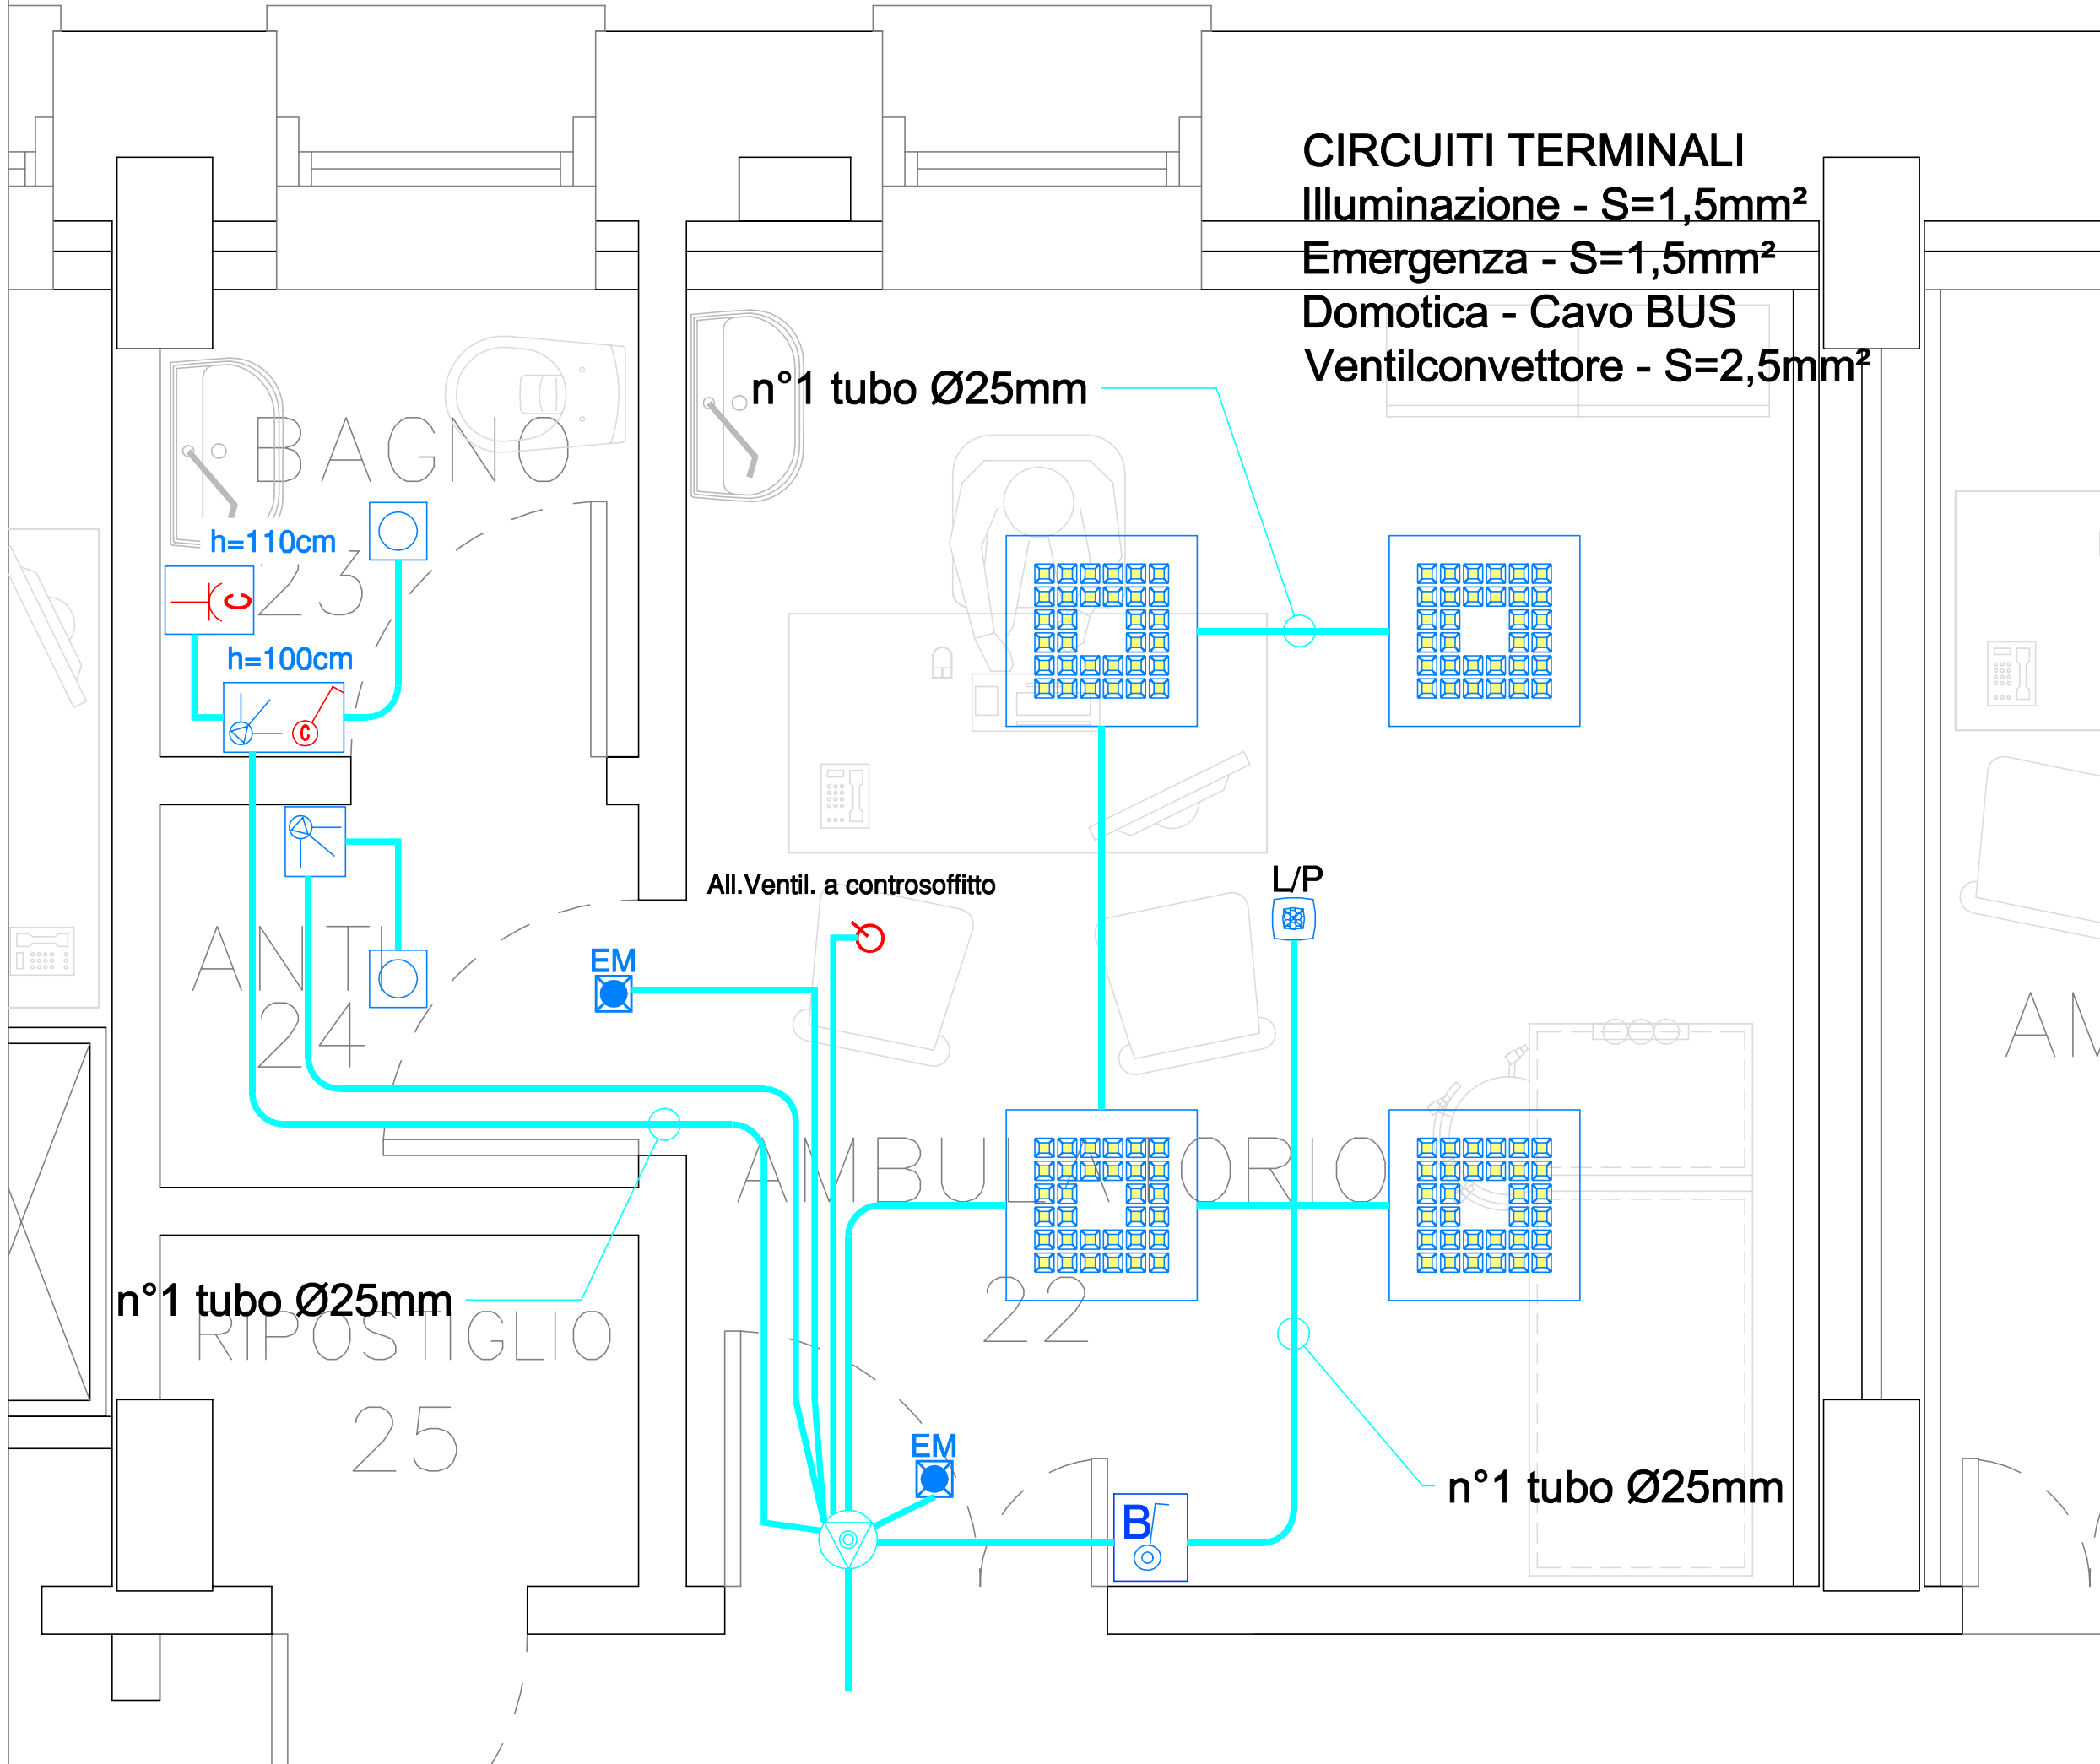 CIRCUITI TERMINALI
Illuminazione - S=1,5mm²
Emergenza - S=1,5mm²
Domotica - Cavo BUS
Ventilconvettore - S=2,5mm²
n°1 tubo Ø25mm
BAGNO
23
h=110cm
C
h=100cm
C
All.Ventil. a controsoffitto
L/P
EM
ANTI
24
AMBULATORIO
22
n°1 tubo Ø25mm
RIPOSTIGLIO
25
EM
B
n°1 tubo Ø25mm